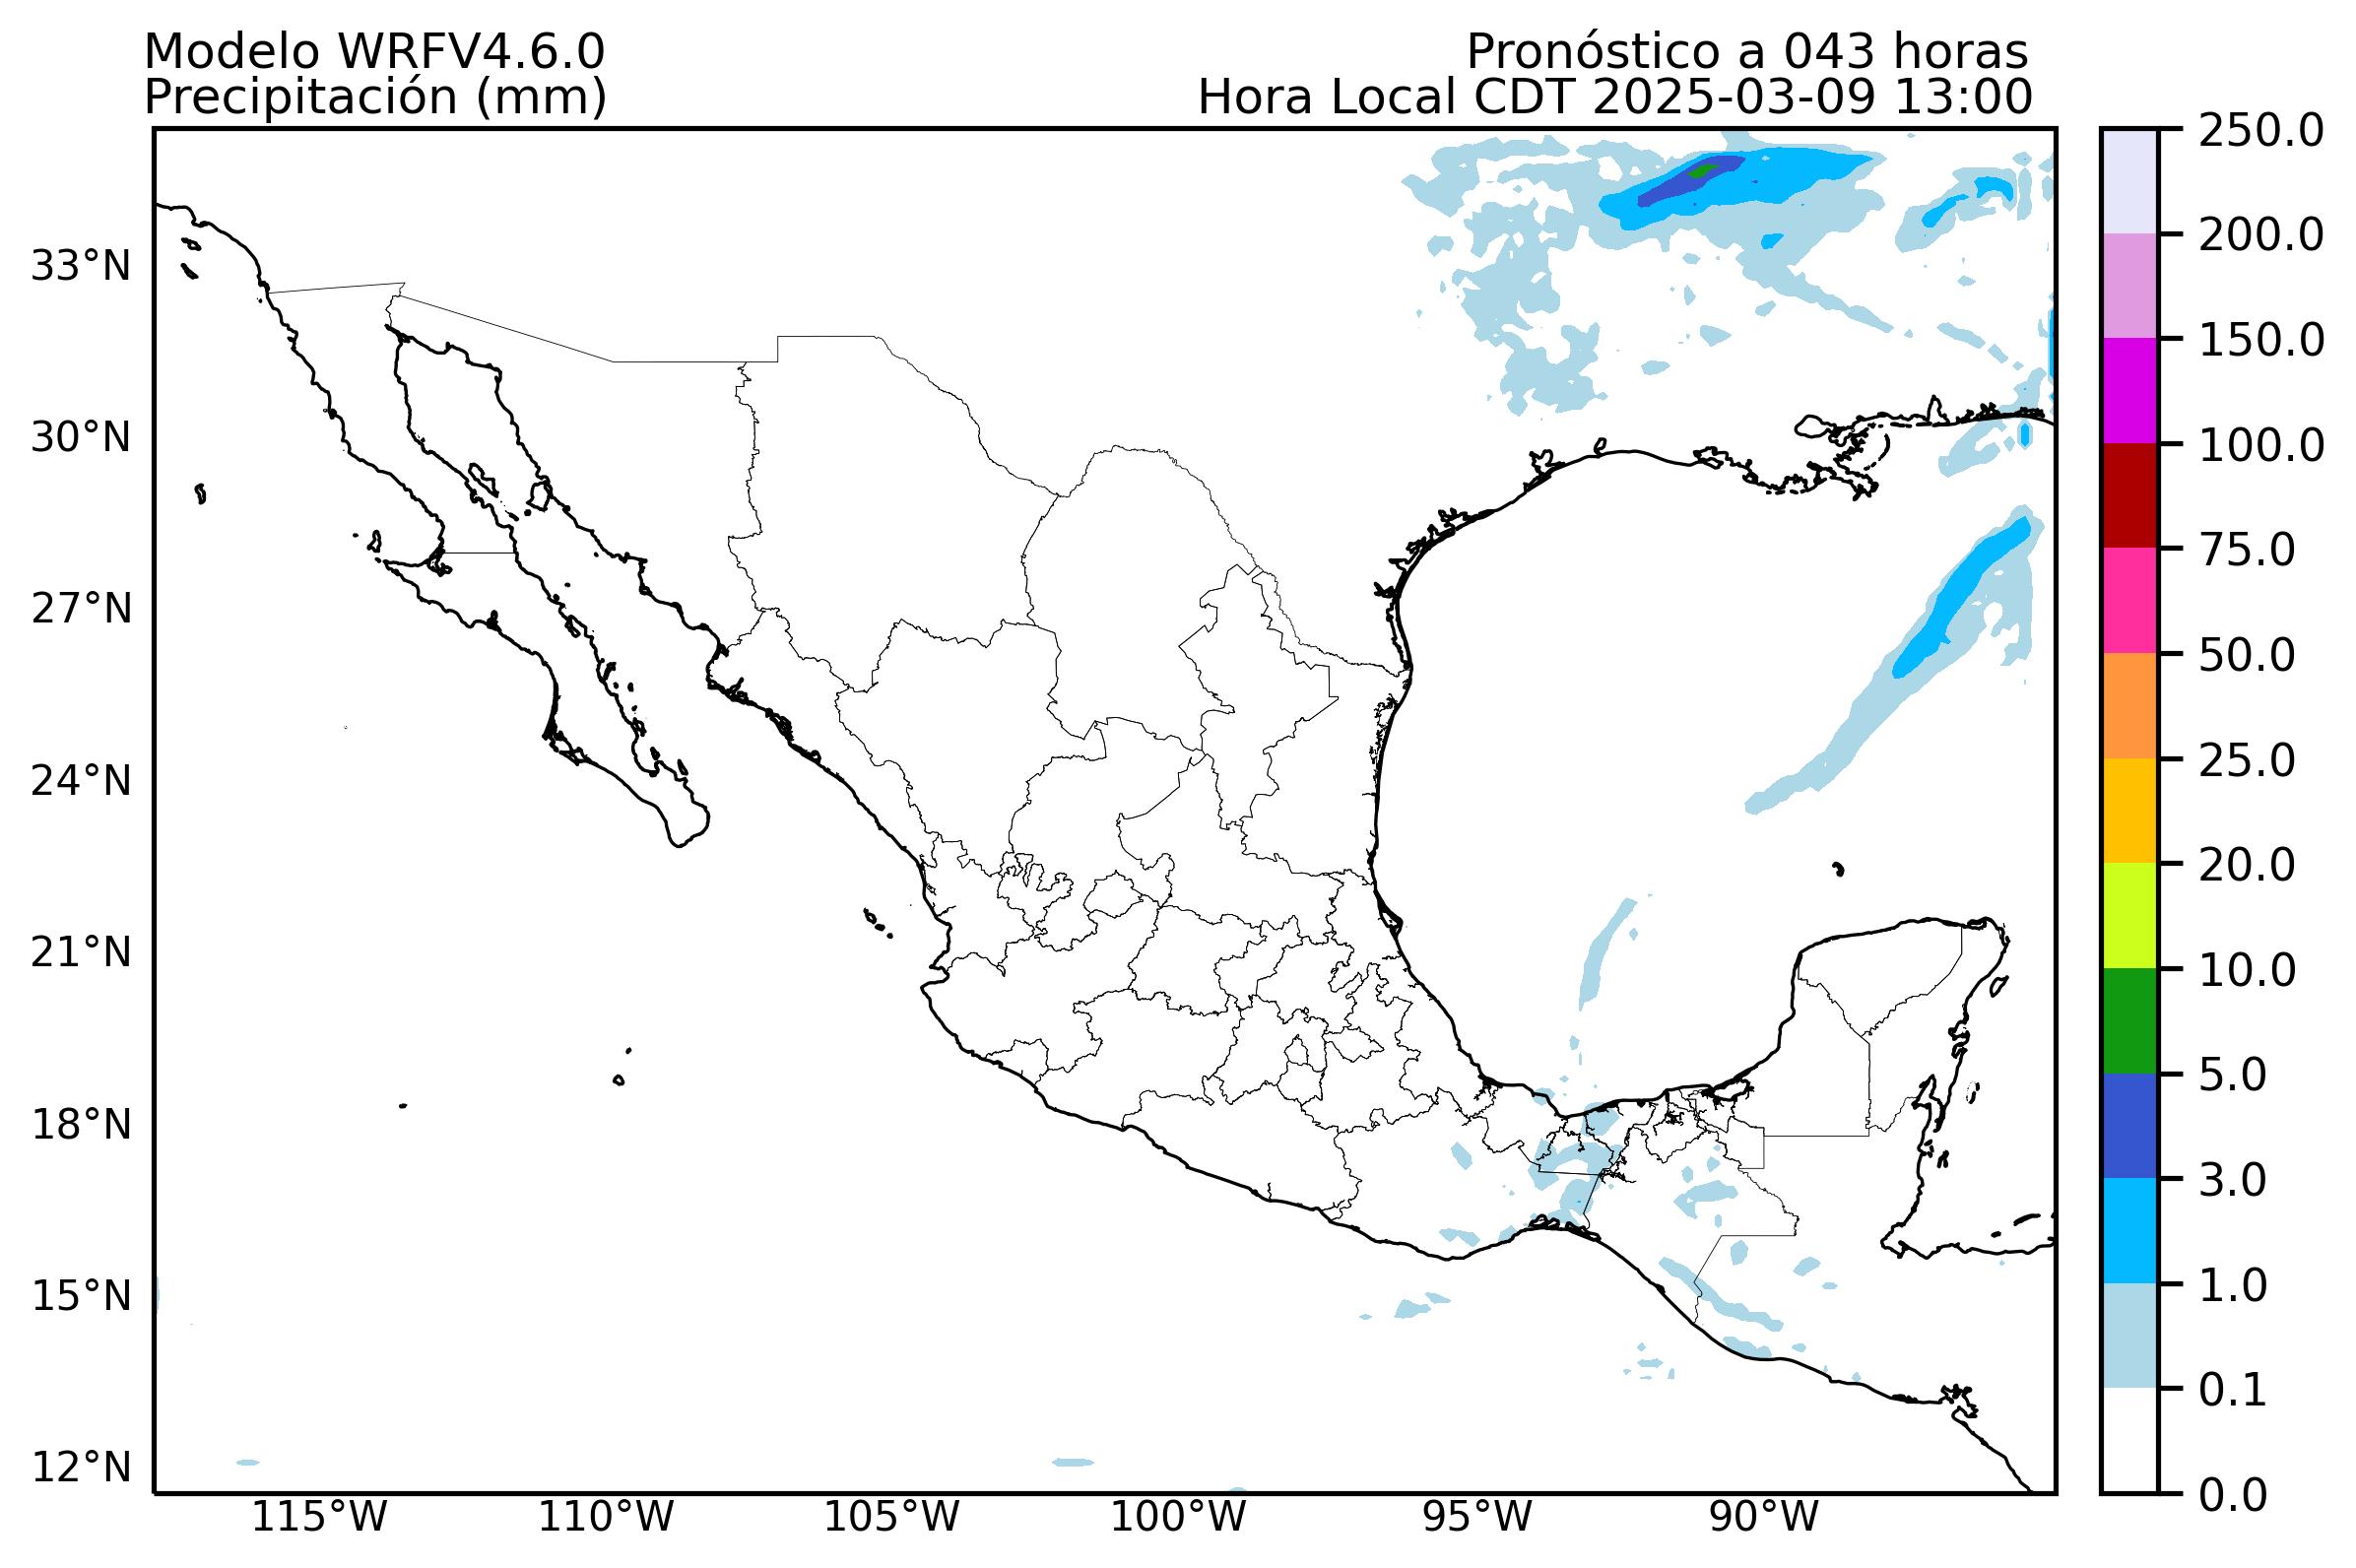 Modelo WRFV4.6.0
Pronóstico a 043 horas
Precipitación (mm)
Hora Local CDT 2025-03-09 13:00
33°N
30°N
27°N
24°N
21°N
18°N
15°N
12°N
115°W
110°W
105°W
100°W
95°W
90°W
250.0
200.0
150.0
100.0
75.0
50.0
25.0
20.0
10.0
5.0
3.0
1.0
0.1
0.0